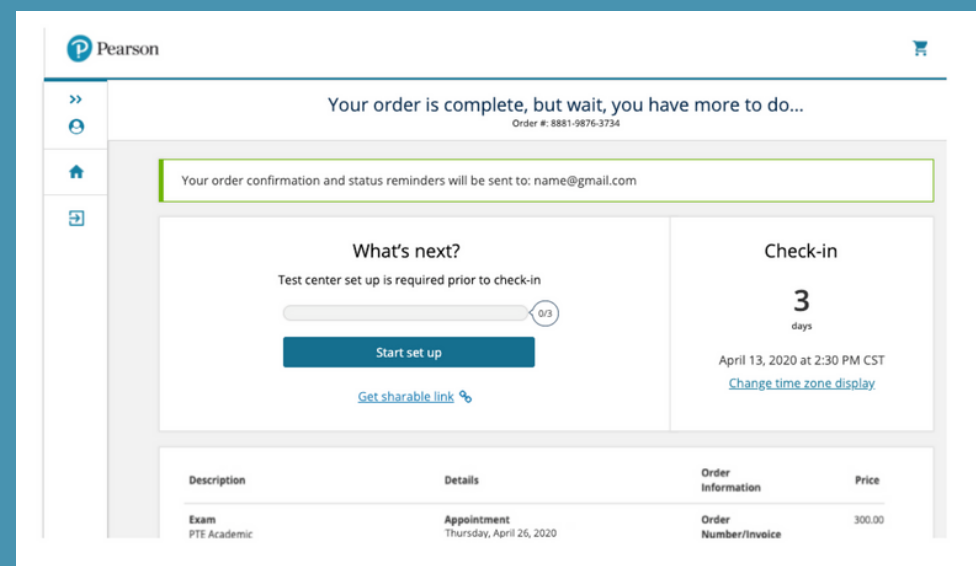 Pearson
Your order is complete, but wait, you have more to do...
Order #: 8881-9876-3734
Your order confirmation and status reminders will be sent to: name@gmail.com
What's next?
Test center set up is required prior to check-in
0/3
Start set up
Get sharable link
Check-in
3
days
April 13, 2020 at 2:30 PM CST
Change time zone display
Description Details Order Information Price
Exam
PTE Academic
Appointment
Thursday, April 26, 2020
Order
Number/Invoice
300.00